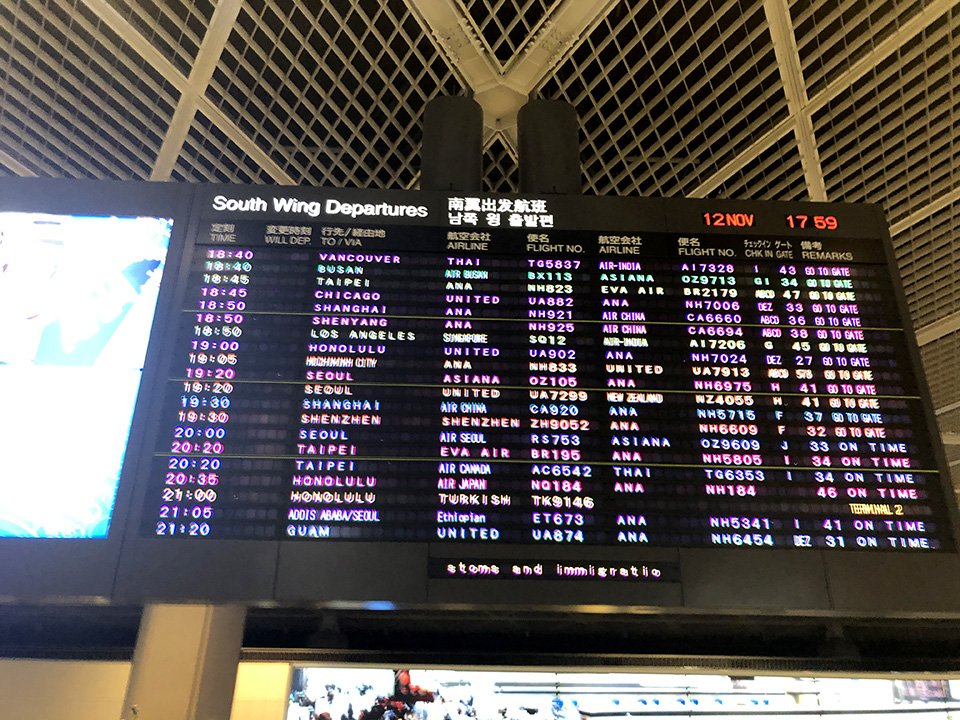 South Wing Departures 南翼出发航班
남쪽 윙 출발편
12NOV 17 59
定刻 変更時刻 行先/経由地 航空会社 便名 航空会社 便名 チェックイン ゲート 備考
TIME WILL DEP. TO / VIA AIRLINE FLIGHT NO. AIRLINE FLIGHT NO. CHK IN GATE REMARKS
18:40 VANCOUVER THAI TG5837 AIR-INDIA AI7328 I 43 GO TO GATE
18:40 BUSAN AIR BUSAN BX113 ASIANA OZ9713 GI 34 GO TO GATE
18:45 TAIPEI ANA NH823 EVA AIR BR2179 ABCD 47 GO TO GATE
18:45 CHICAGO UNITED UA882 ANA NH7006 DEZ 33 GO TO GATE
18:50 SHANGHAI ANA NH921 AIR CHINA CA6660 ABCD 36 GO TO GATE
18:50 SHENYANG ANA NH925 AIR CHINA CA6694 ABCD 38 GO TO GATE
18:50 LOS ANGELES SINGAPORE SQ12 AIR-INDIA AI7206 G 45 GO TO GATE
19:00 HONOLULU UNITED UA902 ANA NH7024 DEZ 27 GO TO GATE
19:05 HOCHIMINH CITY ANA NH833 UNITED UA7913 ABCD GO TO GATE
19:20 SEOUL ASIANA OZ105 ANA NH6975 H 41 GO TO GATE
19:20 SEOUL UNITED UA7299 NEW ZEALAND NZ4055 H 41 GO TO GATE
19:30 SHANGHAI AIR CHINA CA920 ANA NH5715 F 37 GO TO GATE
19:30 SHENZHEN SHENZHEN ZH9052 ANA NH6609 F 32 GO TO GATE
20:00 SEOUL AIR SEOUL RS753 ASIANA OZ9609 J 33 ON TIME
20:20 TAIPEI EVA AIR BR195 ANA NH5805 I 34 ON TIME
20:20 TAIPEI AIR CANADA AC6542 THAI TG6353 I 34 ON TIME
20:35 HONOLULU AIR JAPAN NQ184 ANA NH184 46 ON TIME
21:00 HONOLULU TURKISH TK9146 TERMINAL 2
21:05 ADDIS ABABA/SEOUL Ethiopian ET673 ANA NH5341 I 41 ON TIME
21:20 GUAM UNITED UA874 ANA NH6454 DEZ 31 ON TIME
stoms and immigratio